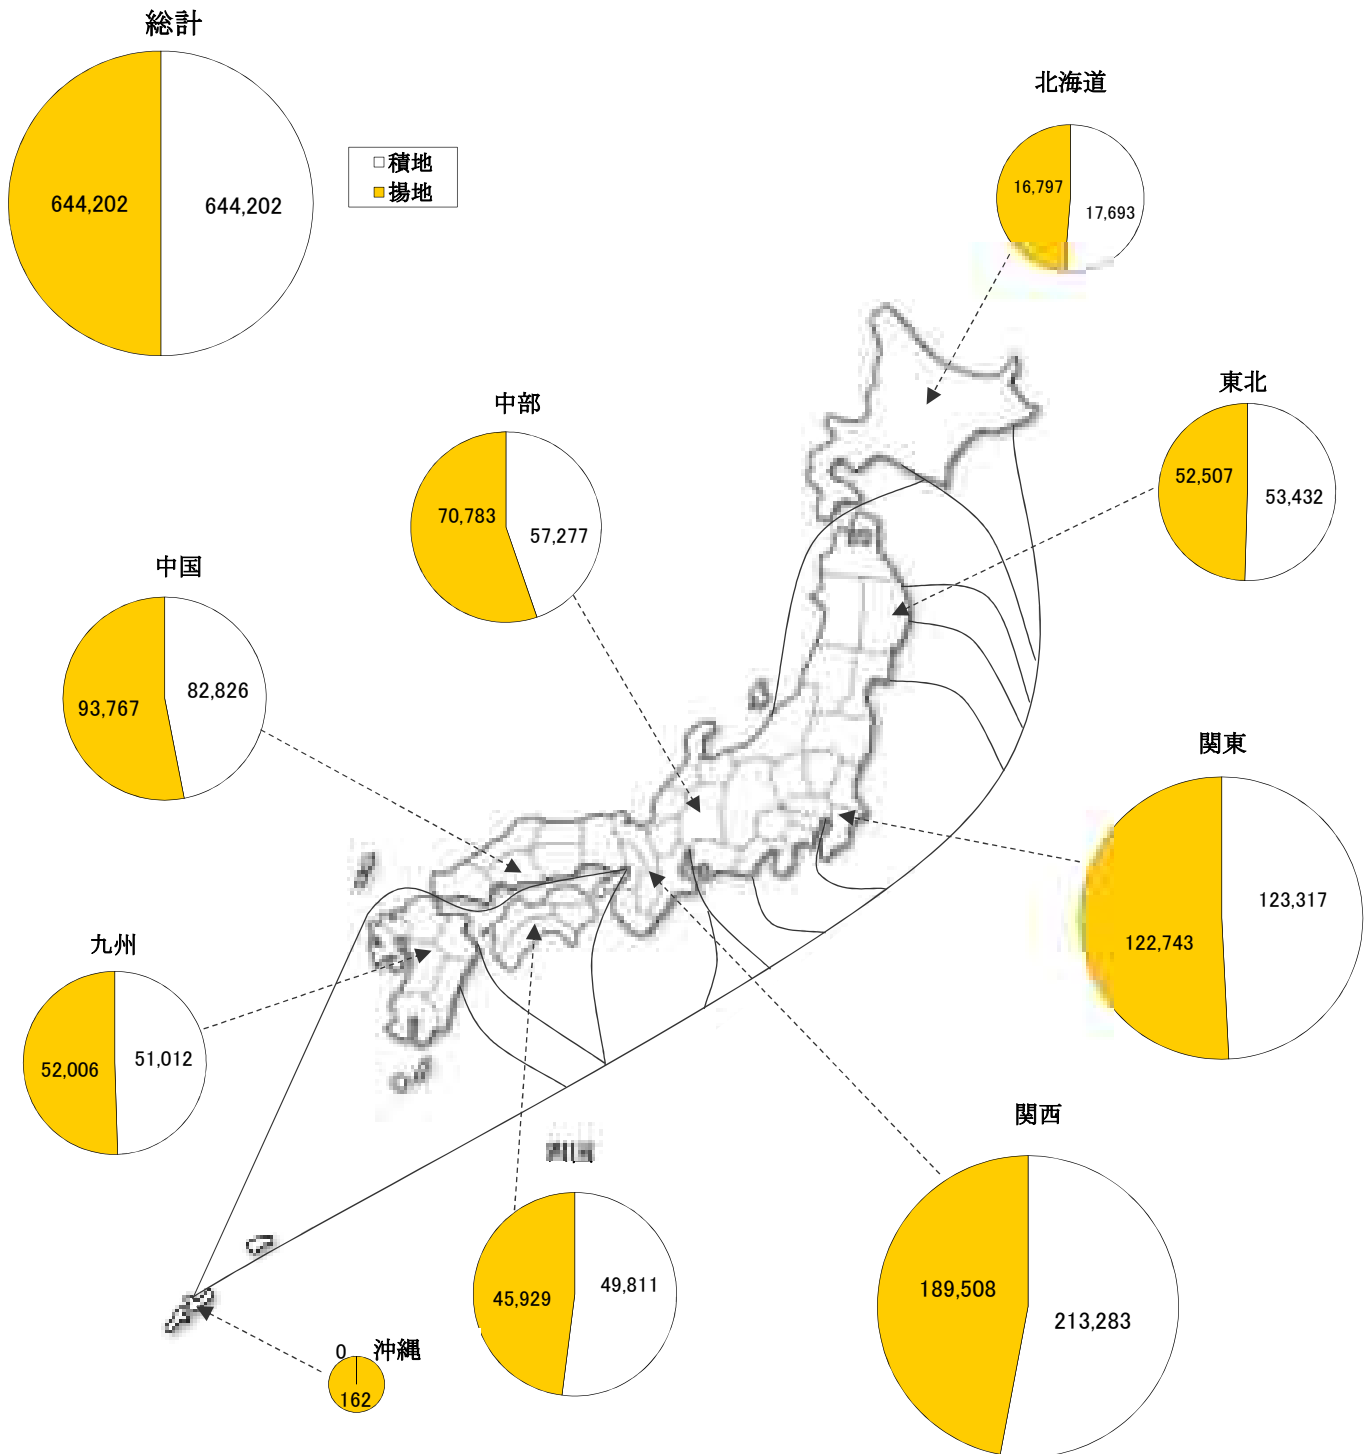 総計
644,202
644,202
□積地
■揚地
北海道
16,797
17,693
東北
52,507
53,432
中部
70,783
57,277
中国
93,767
82,826
関東
122,743
123,317
九州
52,006
51,012
45,929
49,811
関西
189,508
213,283
0
沖縄
162